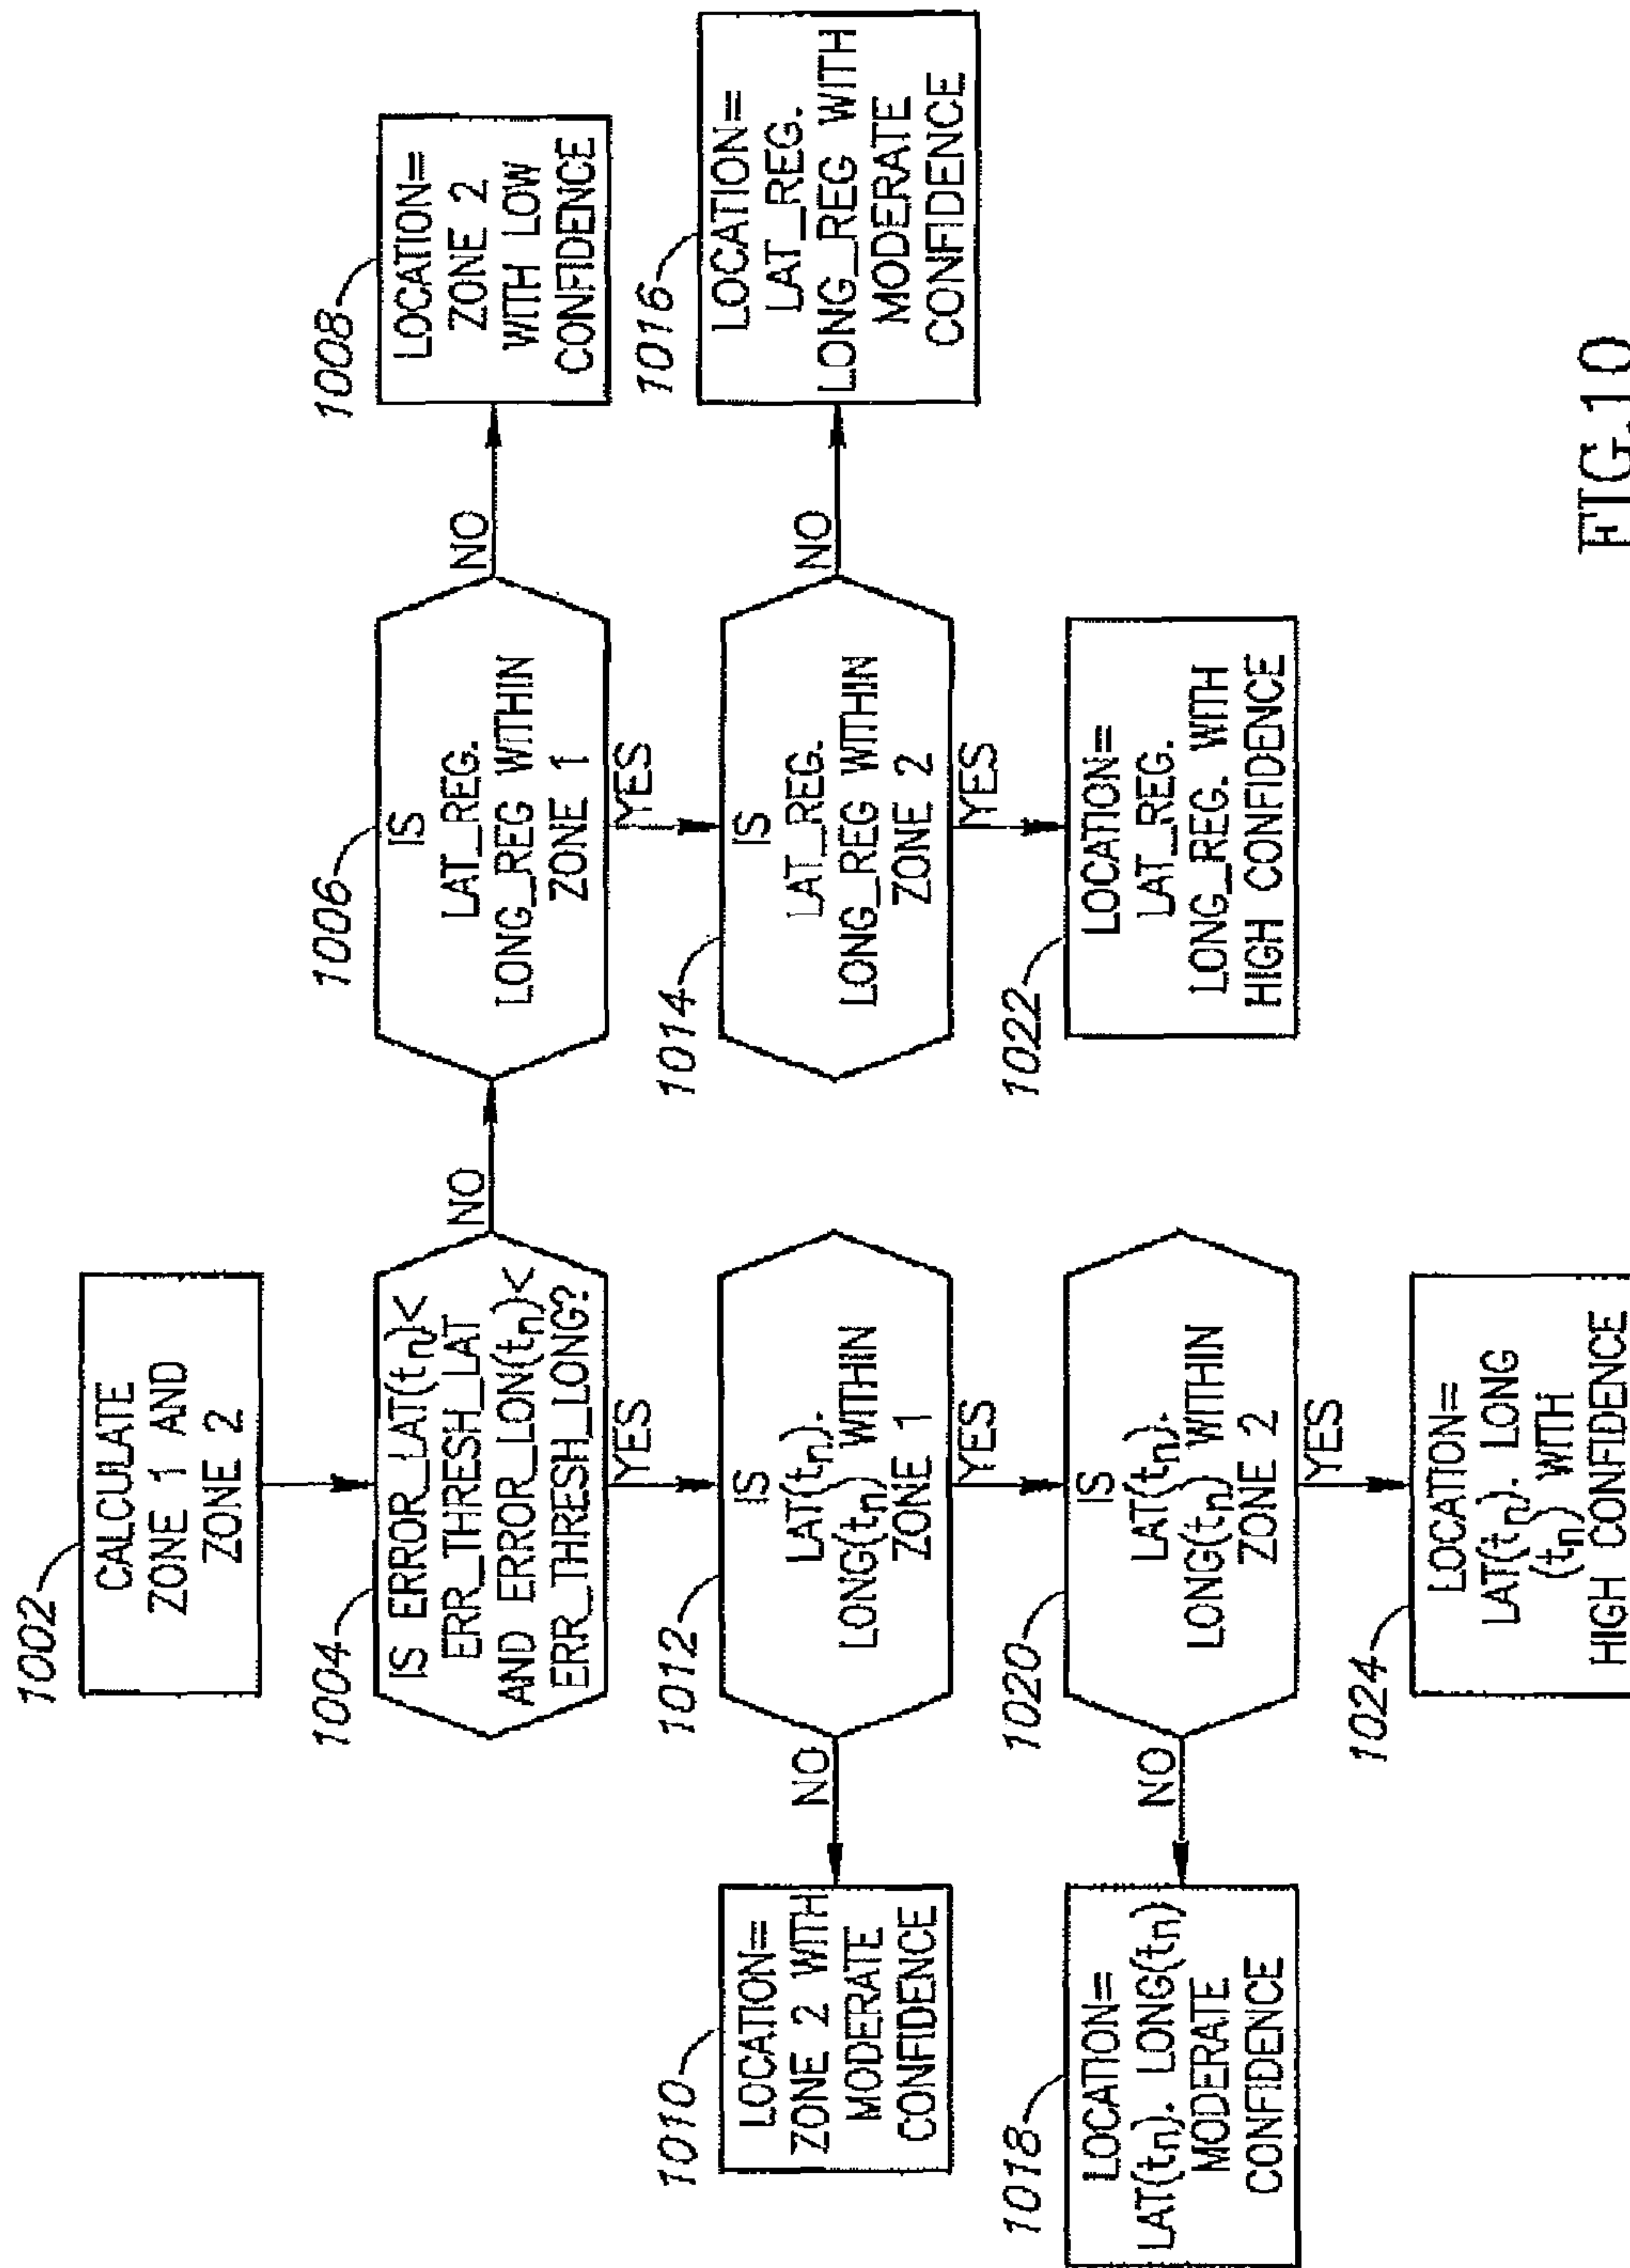 1002
CALCULATE
ZONE 1 AND
ZONE 2
1004
IS ERROR_LAT(tn)<
ERR_THRESH_LAT
AND ERROR_LON(tn)<
ERR_THRESH_LONG?
NO
YES
1006
IS
LAT_REG.
LONG_REG WITHIN
ZONE 1
NO
YES
1008
LOCATION=
ZONE 2
WITH LOW
CONFIDENCE
1010
LOCATION=
ZONE 2 WITH
MODERATE
CONFIDENCE
NO
1012
IS
LAT(tn).
LONG(tn) WITHIN
ZONE 1
YES
1014
IS
LAT_REG.
LONG_REG WITHIN
ZONE 2
NO
YES
1016
LOCATION=
LAT_REG.
LONG_REG WITH
MODERATE
CONFIDENCE
1018
LOCATION=
LAT(tn). LONG(tn)
MODERATE
CONFIDENCE
NO
1020
IS
LAT(tn).
LONG(tn) WITHIN
ZONE 2
YES
1022
LOCATION=
LAT_REG.
LONG_REG. WITH
HIGH CONFIDENCE
1024
LOCATION=
LAT(tn). LONG
(tn) WITH
HIGH CONFIDENCE
FIG.10